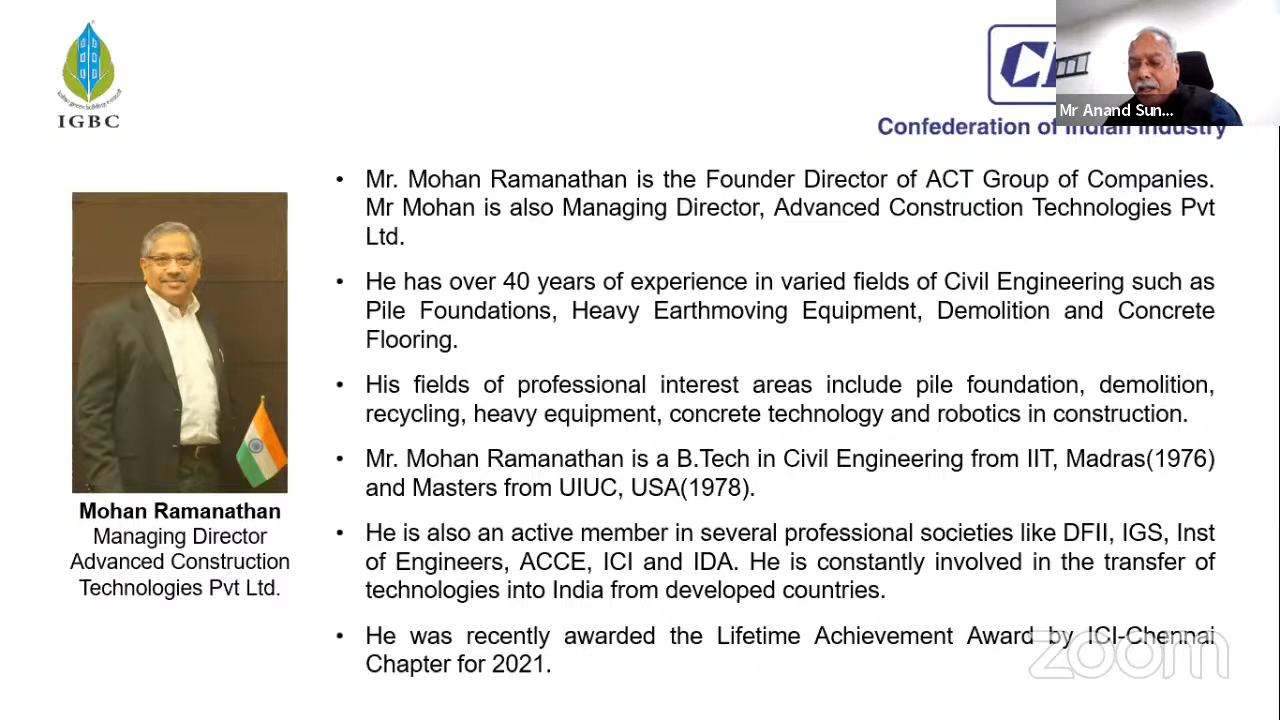 IGBC
CII
Mr Anand Sun...
Confederation of Indian Industry
• Mr. Mohan Ramanathan is the Founder Director of ACT Group of Companies.
Mr Mohan is also Managing Director, Advanced Construction Technologies Pvt
Ltd.
• He has over 40 years of experience in varied fields of Civil Engineering such as
Pile Foundations, Heavy Earthmoving Equipment, Demolition and Concrete
Flooring.
• His fields of professional interest areas include pile foundation, demolition,
recycling, heavy equipment, concrete technology and robotics in construction.
• Mr. Mohan Ramanathan is a B.Tech in Civil Engineering from IIT, Madras(1976)
and Masters from UIUC, USA(1978).
• He is also an active member in several professional societies like DFII, IGS, Inst
of Engineers, ACCE, ICI and IDA. He is constantly involved in the transfer of
technologies into India from developed countries.
• He was recently awarded the Lifetime Achievement Award by ICI-Chennai
Chapter for 2021.
Mohan Ramanathan
Managing Director
Advanced Construction
Technologies Pvt Ltd.
zoom